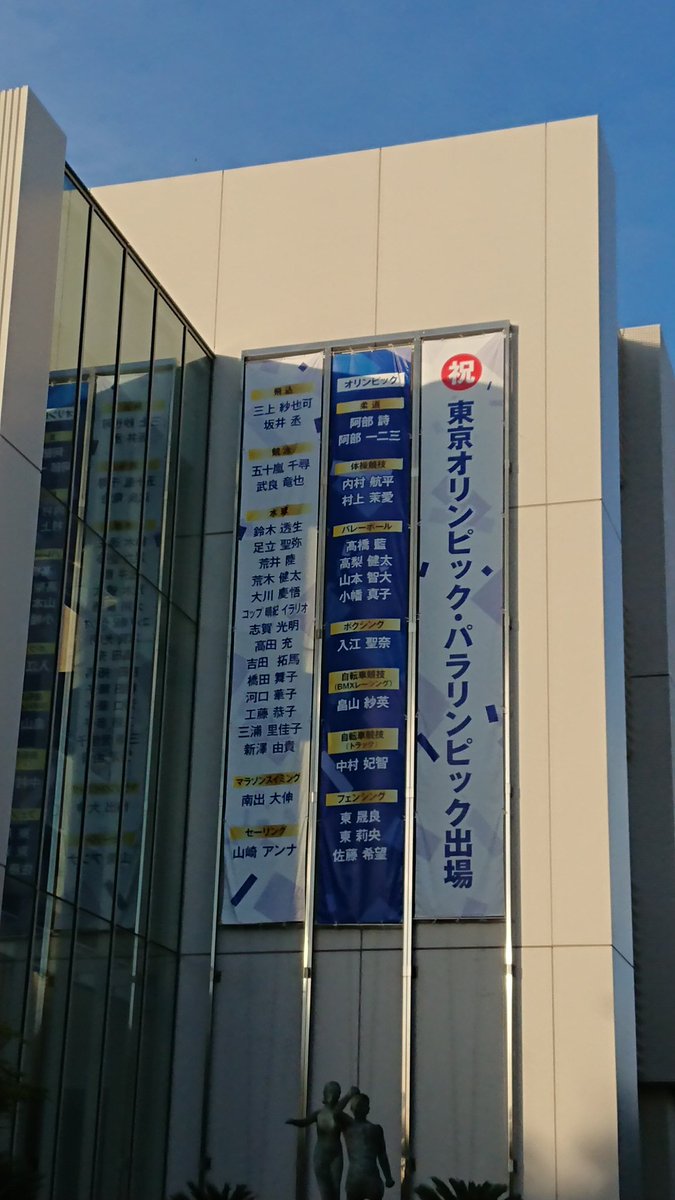 祝
東京オリンピック・パラリンピック出場
オリンピック
柔道
阿部 詩
阿部 一二三
体操競技
内村 航平
村上 茉愛
バレーボール
髙橋 藍
高梨 健太
山本 智大
小幡 真子
ボクシング
入江 聖奈
自転車競技
(BMXレーシング)
畠山 紗英
自転車競技
(トラック)
中村 妃智
フェンシング
東 晟良
東 莉央
佐藤 希望
飛込
三上 紗也可
坂井 丞
競泳
五十嵐 千尋
武良 竜也
水球
鈴木 透生
足立 聖弥
荒井 陸
荒木 健太
大川 慶悟
コップ 晴紀 イラリオ
志賀 光明
高田 充
吉田 拓馬
橋田 舞子
河口 華子
工藤 恭子
三浦 里佳子
新澤 由貴
マラソンスイミング
南出 大伸
セーリング
山崎 アンナ